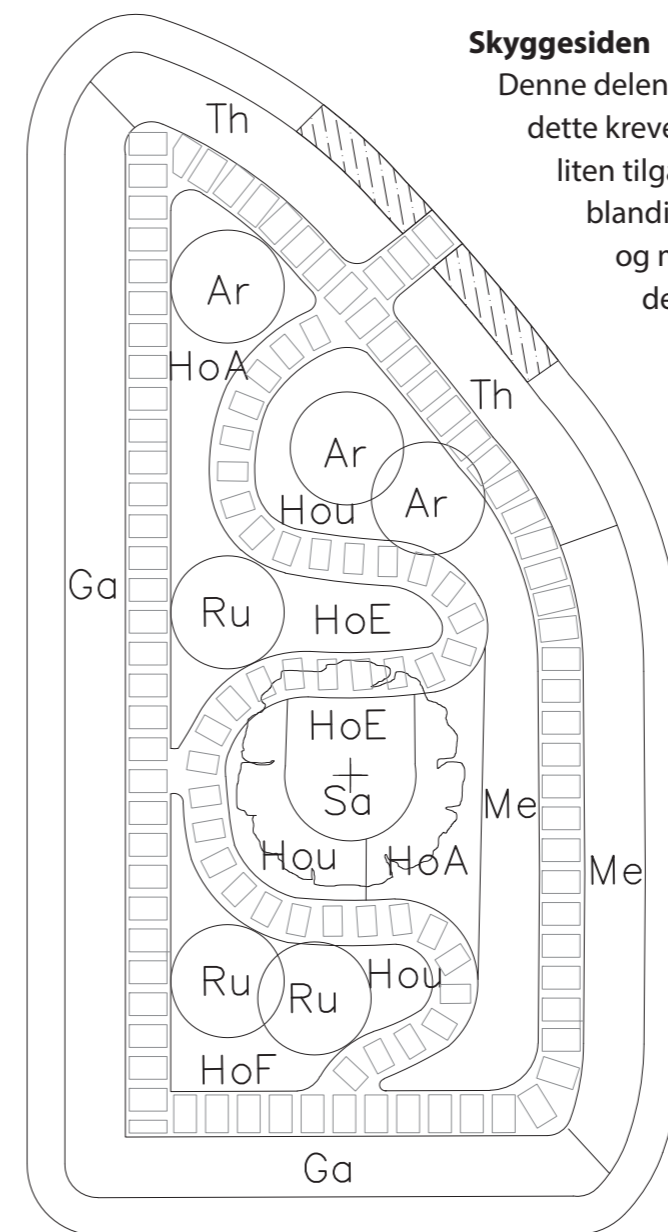 Skyggesiden
Denne delen
dette kreve
liten tilga
blandi
og n
de
Th
Ar
HoA
Th
Ar
Ar
Hou
Ga
Ru
HoE
HoE
Sa
Me
Hou
HoA
Me
Ru
Ru
Hou
HoF
Ga